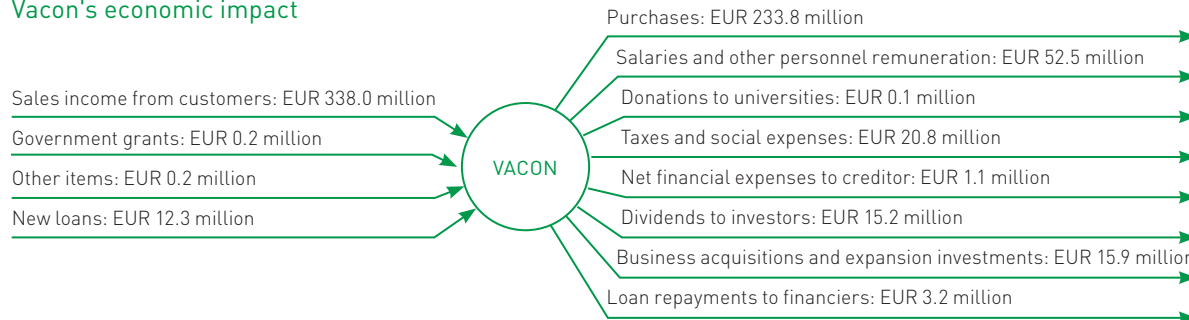 Vacon's economic impact
Sales income from customers: EUR 338.0 million
Government grants: EUR 0.2 million
Other items: EUR 0.2 million
New loans: EUR 12.3 million
VACON
Purchases: EUR 233.8 million
Salaries and other personnel remuneration: EUR 52.5 million
Donations to universities: EUR 0.1 million
Taxes and social expenses: EUR 20.8 million
Net financial expenses to creditor: EUR 1.1 million
Dividends to investors: EUR 15.2 million
Business acquisitions and expansion investments: EUR 15.9 million
Loan repayments to financiers: EUR 3.2 million